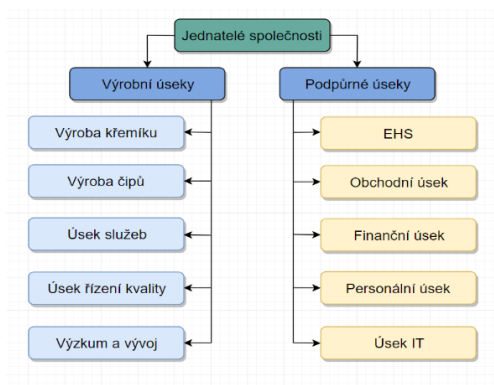 Jednatelé společnosti
Výrobní úseky
Podpůrné úseky
Výroba křemíku
EHS
Výroba čipů
Obchodní úsek
Úsek služeb
Finanční úsek
Úsek řízení kvality
Personální úsek
Výzkum a vývoj
Úsek IT